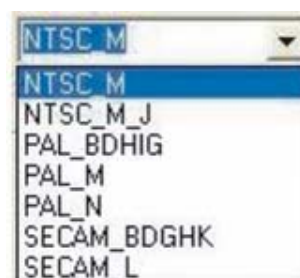 NTSC_M
NTSC_M
NTSC_M_J
PAL_BDHIG
PAL_M
PAL_N
SECAM_BDGHK
SECAM_L